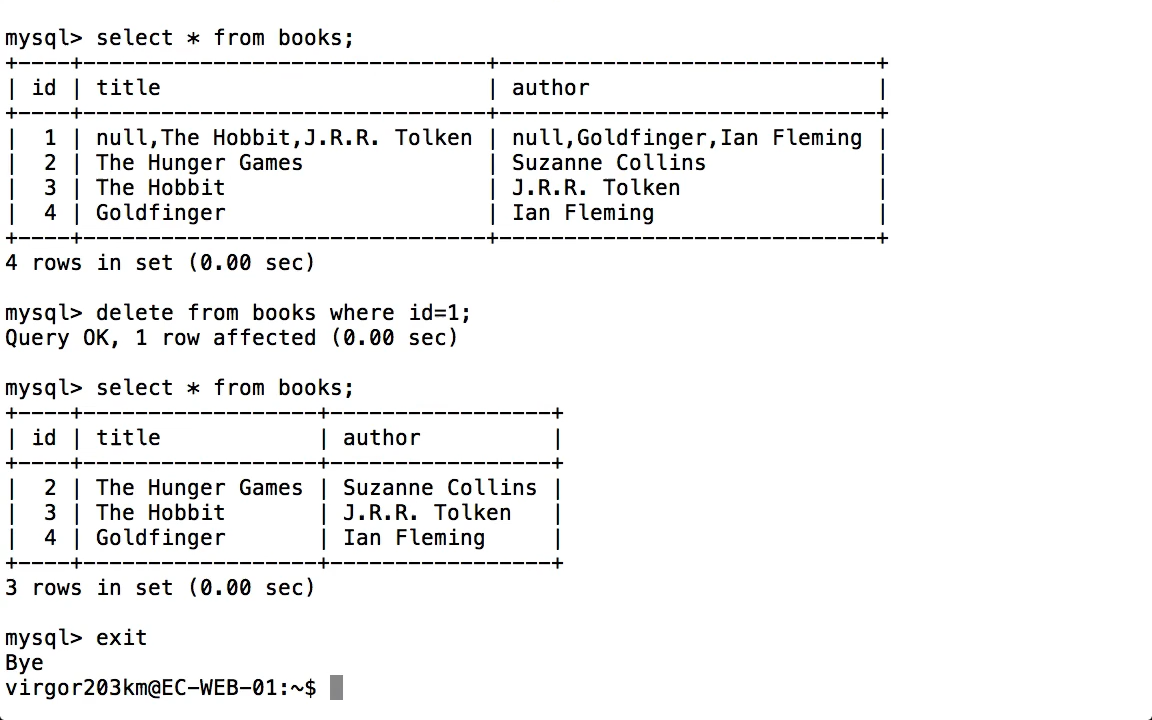 mysql> select * from books;
+----+-------------------------------+-----------------------------+
| id | title                         | author                      |
+----+-------------------------------+-----------------------------+
|  1 | null,The Hobbit,J.R.R. Tolken | null,Goldfinger,Ian Fleming |
|  2 | The Hunger Games              | Suzanne Collins             |
|  3 | The Hobbit                    | J.R.R. Tolken               |
|  4 | Goldfinger                    | Ian Fleming                 |
+----+-------------------------------+-----------------------------+
4 rows in set (0.00 sec)

mysql> delete from books where id=1;
Query OK, 1 row affected (0.00 sec)

mysql> select * from books;
+----+------------------+-----------------+
| id | title            | author          |
+----+------------------+-----------------+
|  2 | The Hunger Games | Suzanne Collins |
|  3 | The Hobbit       | J.R.R. Tolken   |
|  4 | Goldfinger       | Ian Fleming     |
+----+------------------+-----------------+
3 rows in set (0.00 sec)

mysql> exit
Bye
virgor203km@EC-WEB-01:~$